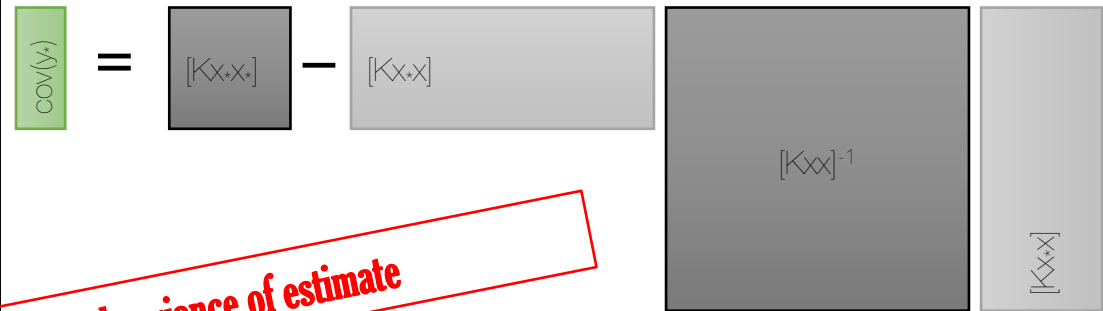 cov(y*) = [Kx*x*] − [Kx*x] [Kxx]⁻¹ [Kx*x]
of estimate